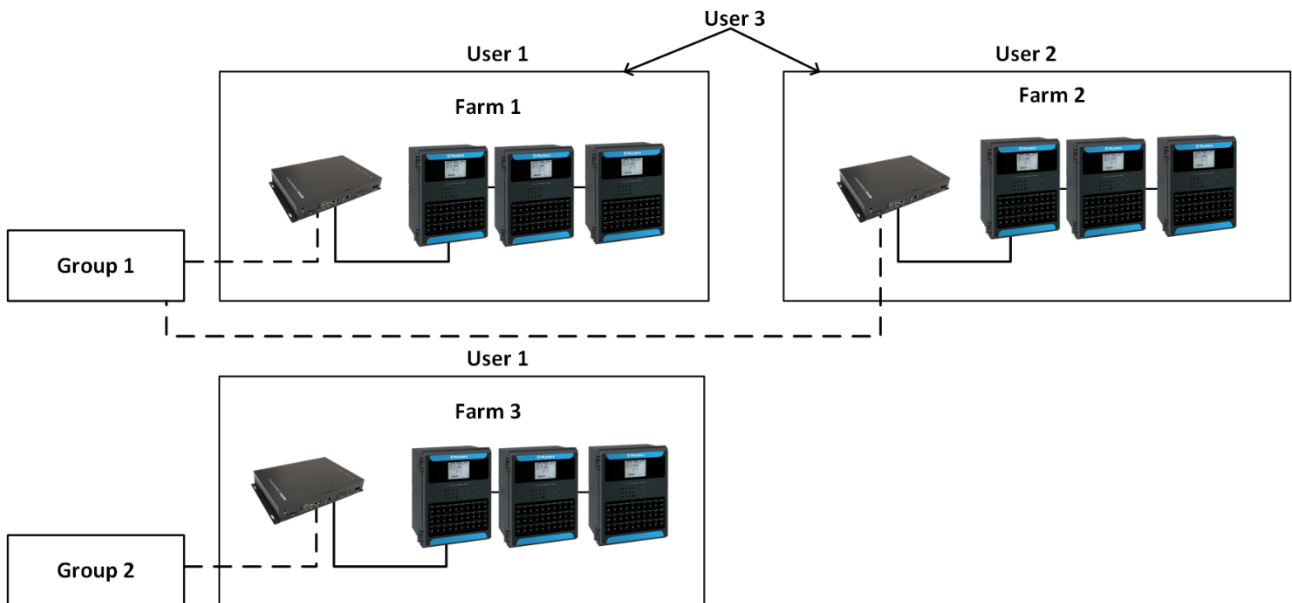 User 3
User 1
User 2
Farm 1
Farm 2
Group 1
User 1
Farm 3
Group 2